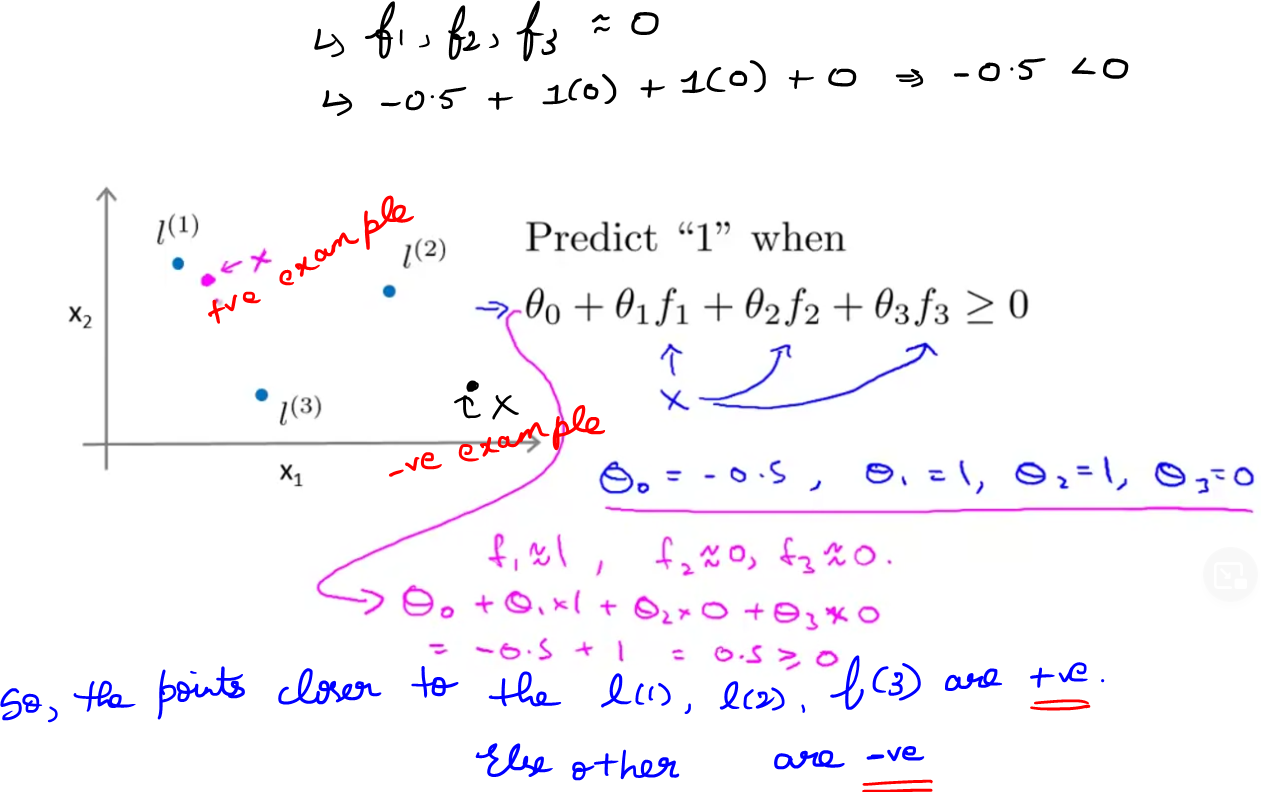 ↳ f1, f2, f3 ≈ 0
↳ -0.5 + 1(0) + 1(0) + 0 ⇒ -0.5 < 0
l⁽¹⁾
← x
+ve example
l⁽²⁾
Predict “1” when
x₂
→ θ₀ + θ₁f₁ + θ₂f₂ + θ₃f₃ ≥ 0
↑
x
l⁽³⁾
↑ x
-ve example
x₁
θ₀ = -0.5, θ₁ = 1, θ₂ = 1, θ₃ = 0
f₁ ≈ 1, f₂ ≈ 0, f₃ ≈ 0.
→ θ₀ + θ₁×1 + θ₂×0 + θ₃×0
= -0.5 + 1 = 0.5 ≥ 0
So, the points closer to the l(1), l(2), l(3) are +ve.
Else other are -ve